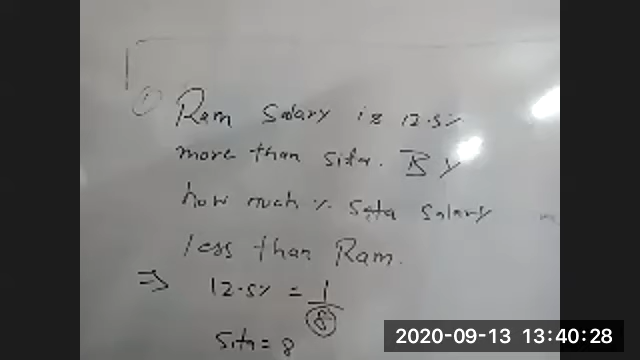 ① Ram Salary is 12.5%
more than sita. By
how much % Sita Salary
less than Ram.
⇒ 12.5% = 1/8
Sita = 8
2020-09-13 13:40:28